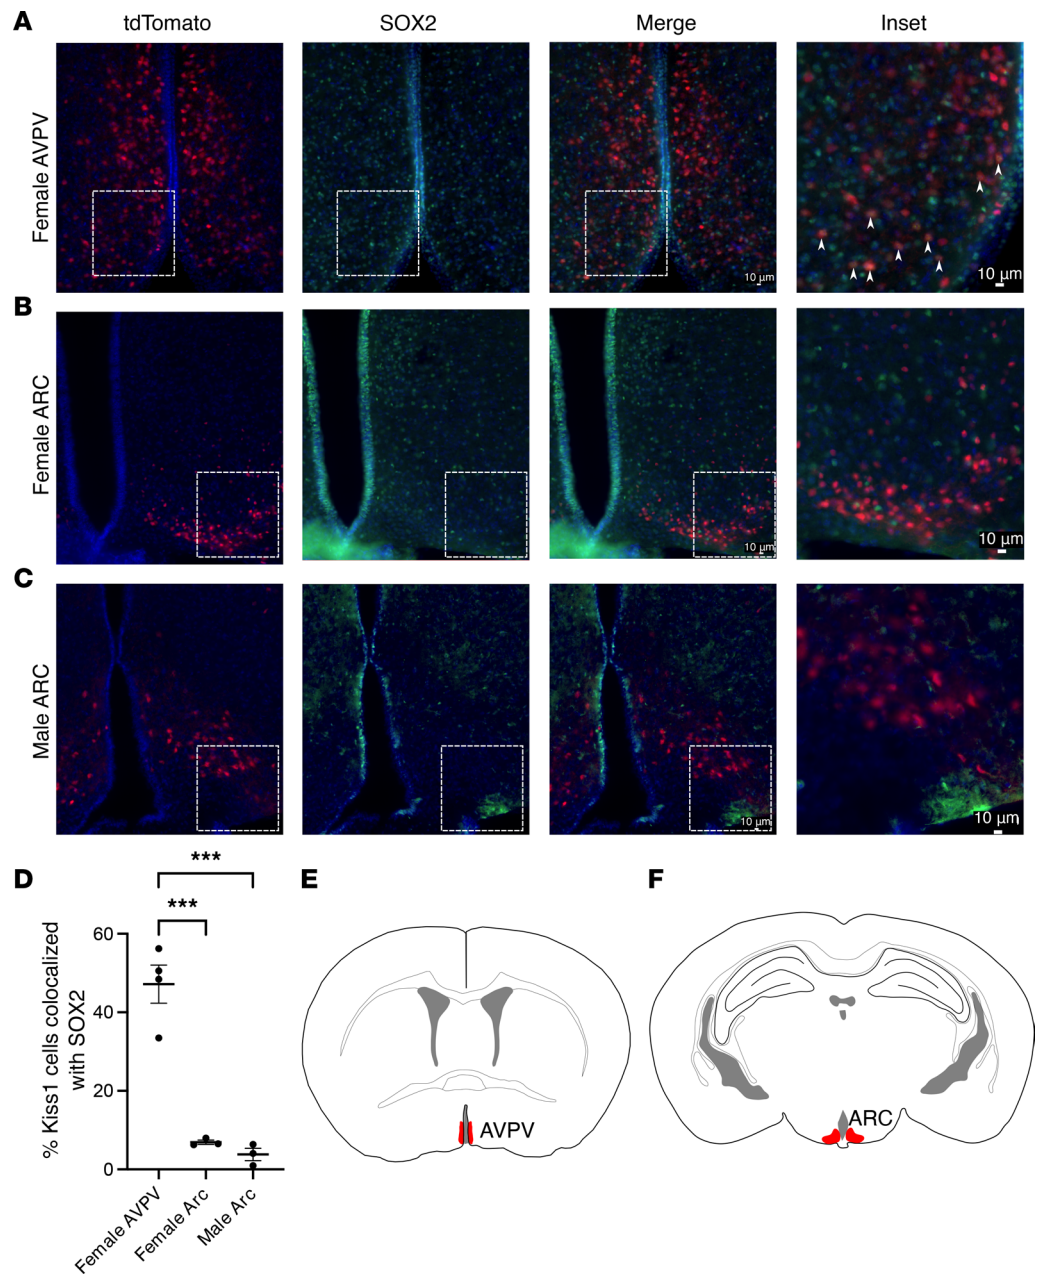 A
tdTomato
SOX2
Merge
Inset
Female AVPV
10 µm
10 µm
B
Female ARC
10 µm
10 µm
C
Male ARC
10 µm
10 µm
D
% Kiss1 cells colocalized
with SOX2
***
***
60
40
20
0
Female AVPV
Female Arc
Male Arc
E
AVPV
F
ARC